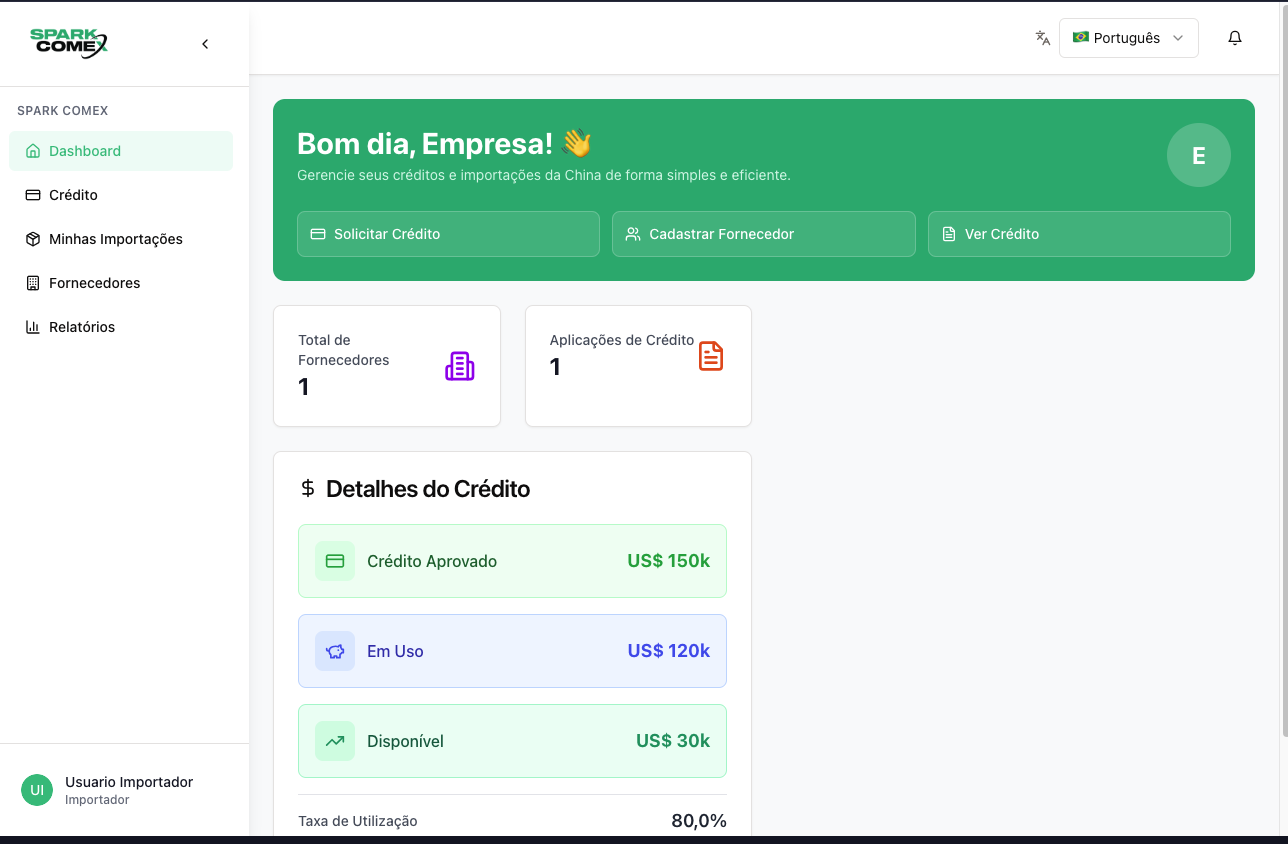 SPARK
COMEX
Português
SPARK COMEX
Dashboard
Crédito
Minhas Importações
Fornecedores
Relatórios
Bom dia, Empresa! 👋
Gerencie seus créditos e importações da China de forma simples e eficiente.
E
Solicitar Crédito
Cadastrar Fornecedor
Ver Crédito
Total de
Fornecedores
1
Aplicações de Crédito
1
Detalhes do Crédito
Crédito Aprovado
US$ 150k
Em Uso
US$ 120k
Disponível
US$ 30k
Taxa de Utilização
80,0%
UI
Usuario Importador
Importador